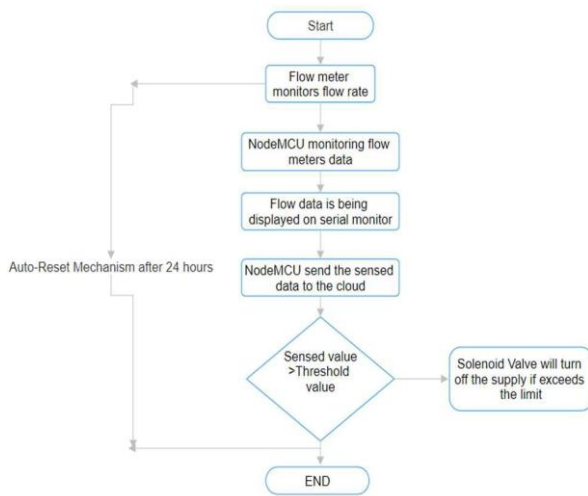 Start
Flow meter
monitors flow rate
NodeMCU monitoring flow
meters data
Flow data is being
displayed on serial monitor
Auto-Reset Mechanism after 24 hours
NodeMCU send the sensed
data to the cloud
Sensed value
>Threshold
value
Solenoid Valve will turn
off the supply if exceeds
the limit
END